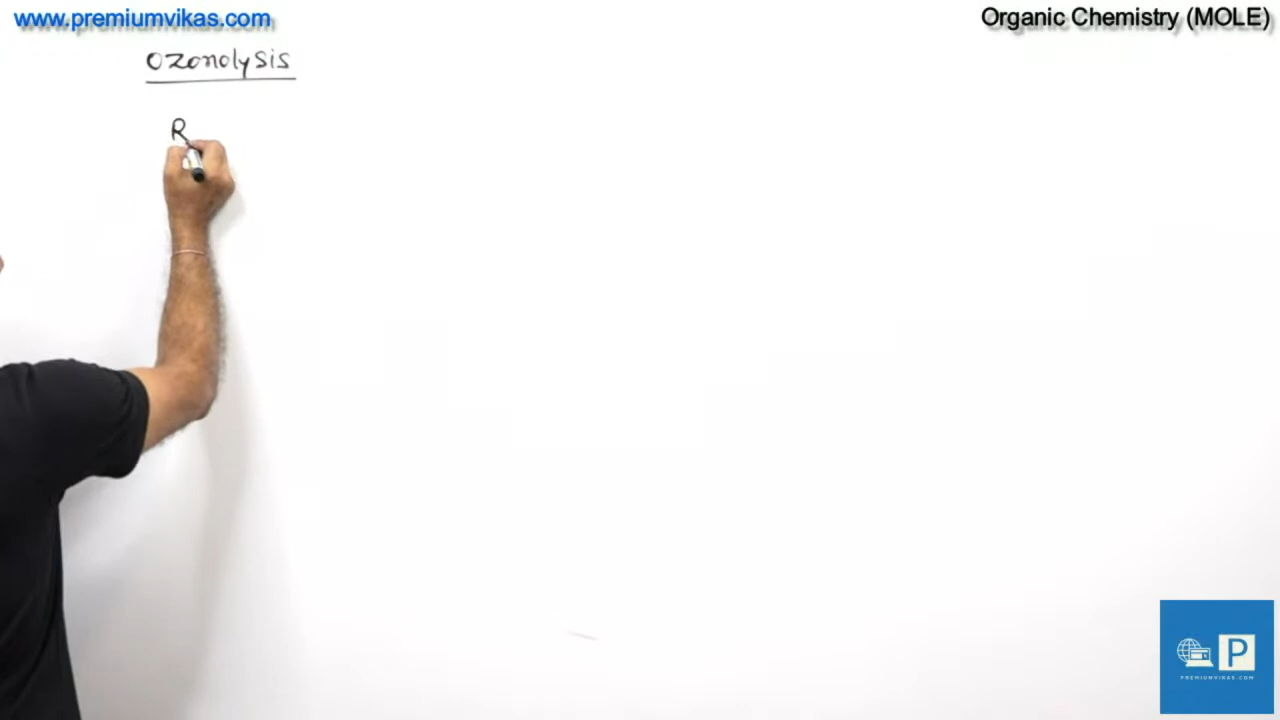 www.premiumvikas.com
Organic Chemistry (MOLE)
Ozonolysis
R
P
PREMIUMVIKAS.COM